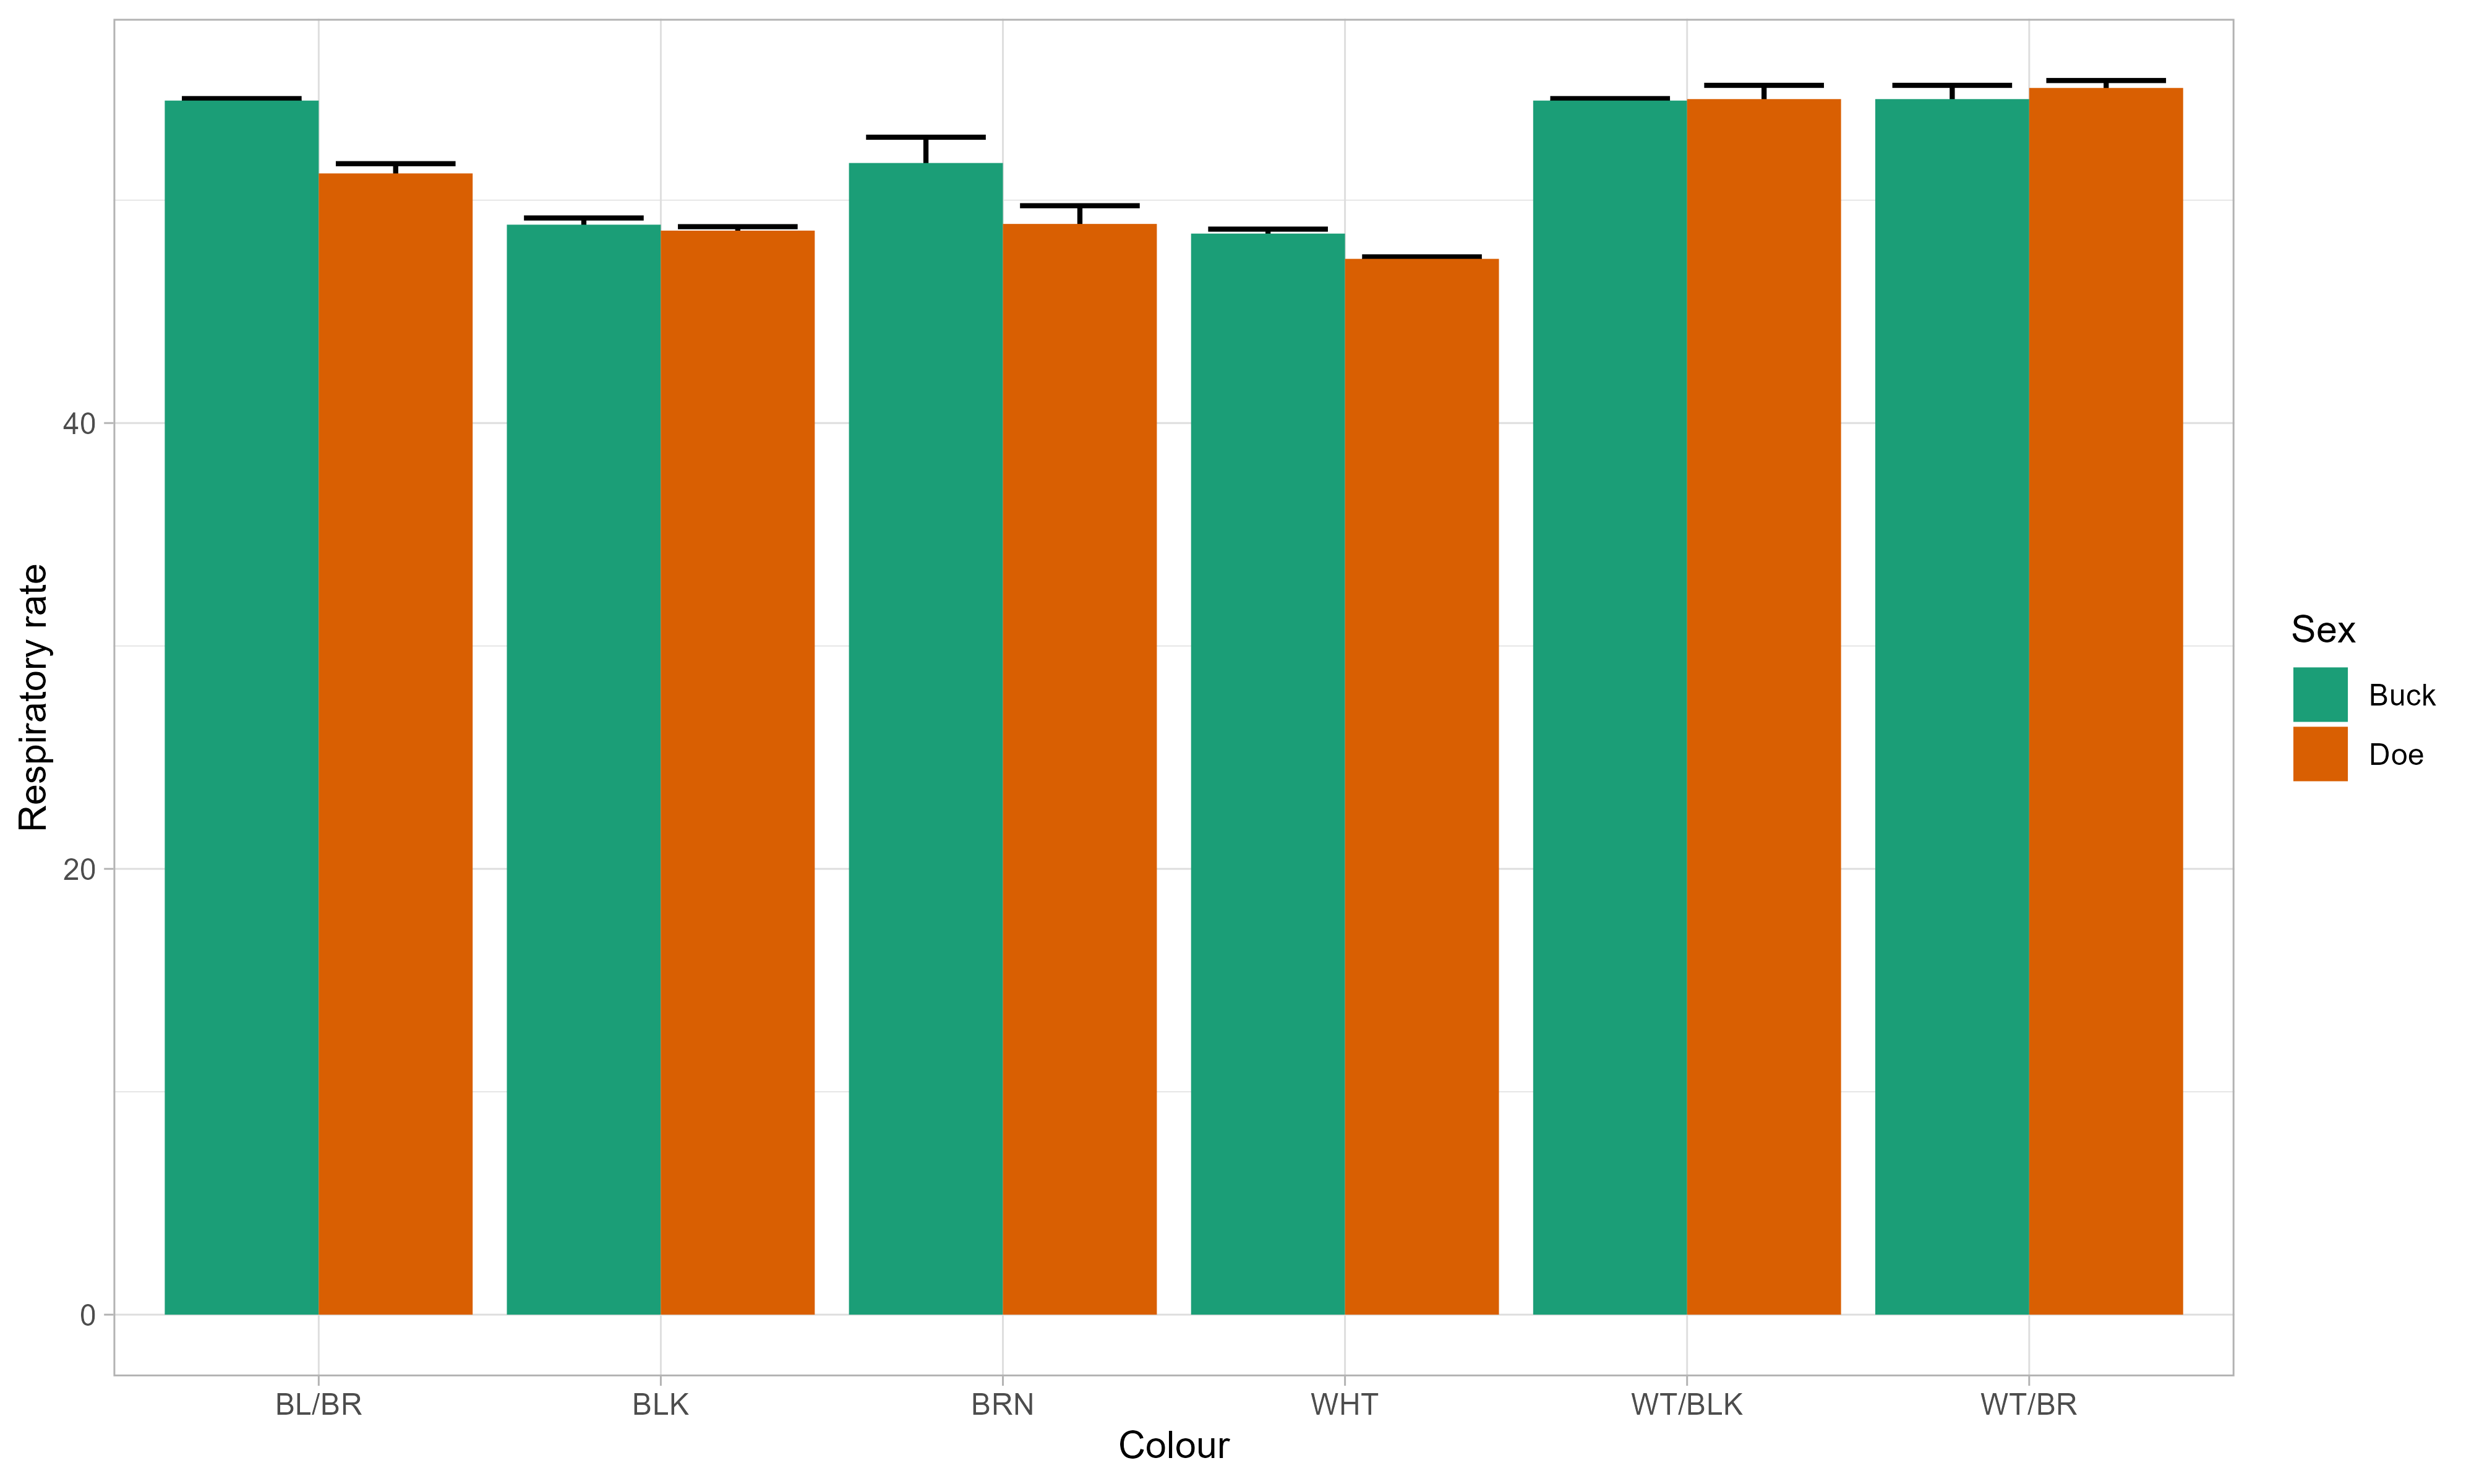 Respiratory rate
40
20
0
BL/BR BLK BRN WHT WT/BLK WT/BR
Colour
Sex
Buck
Doe